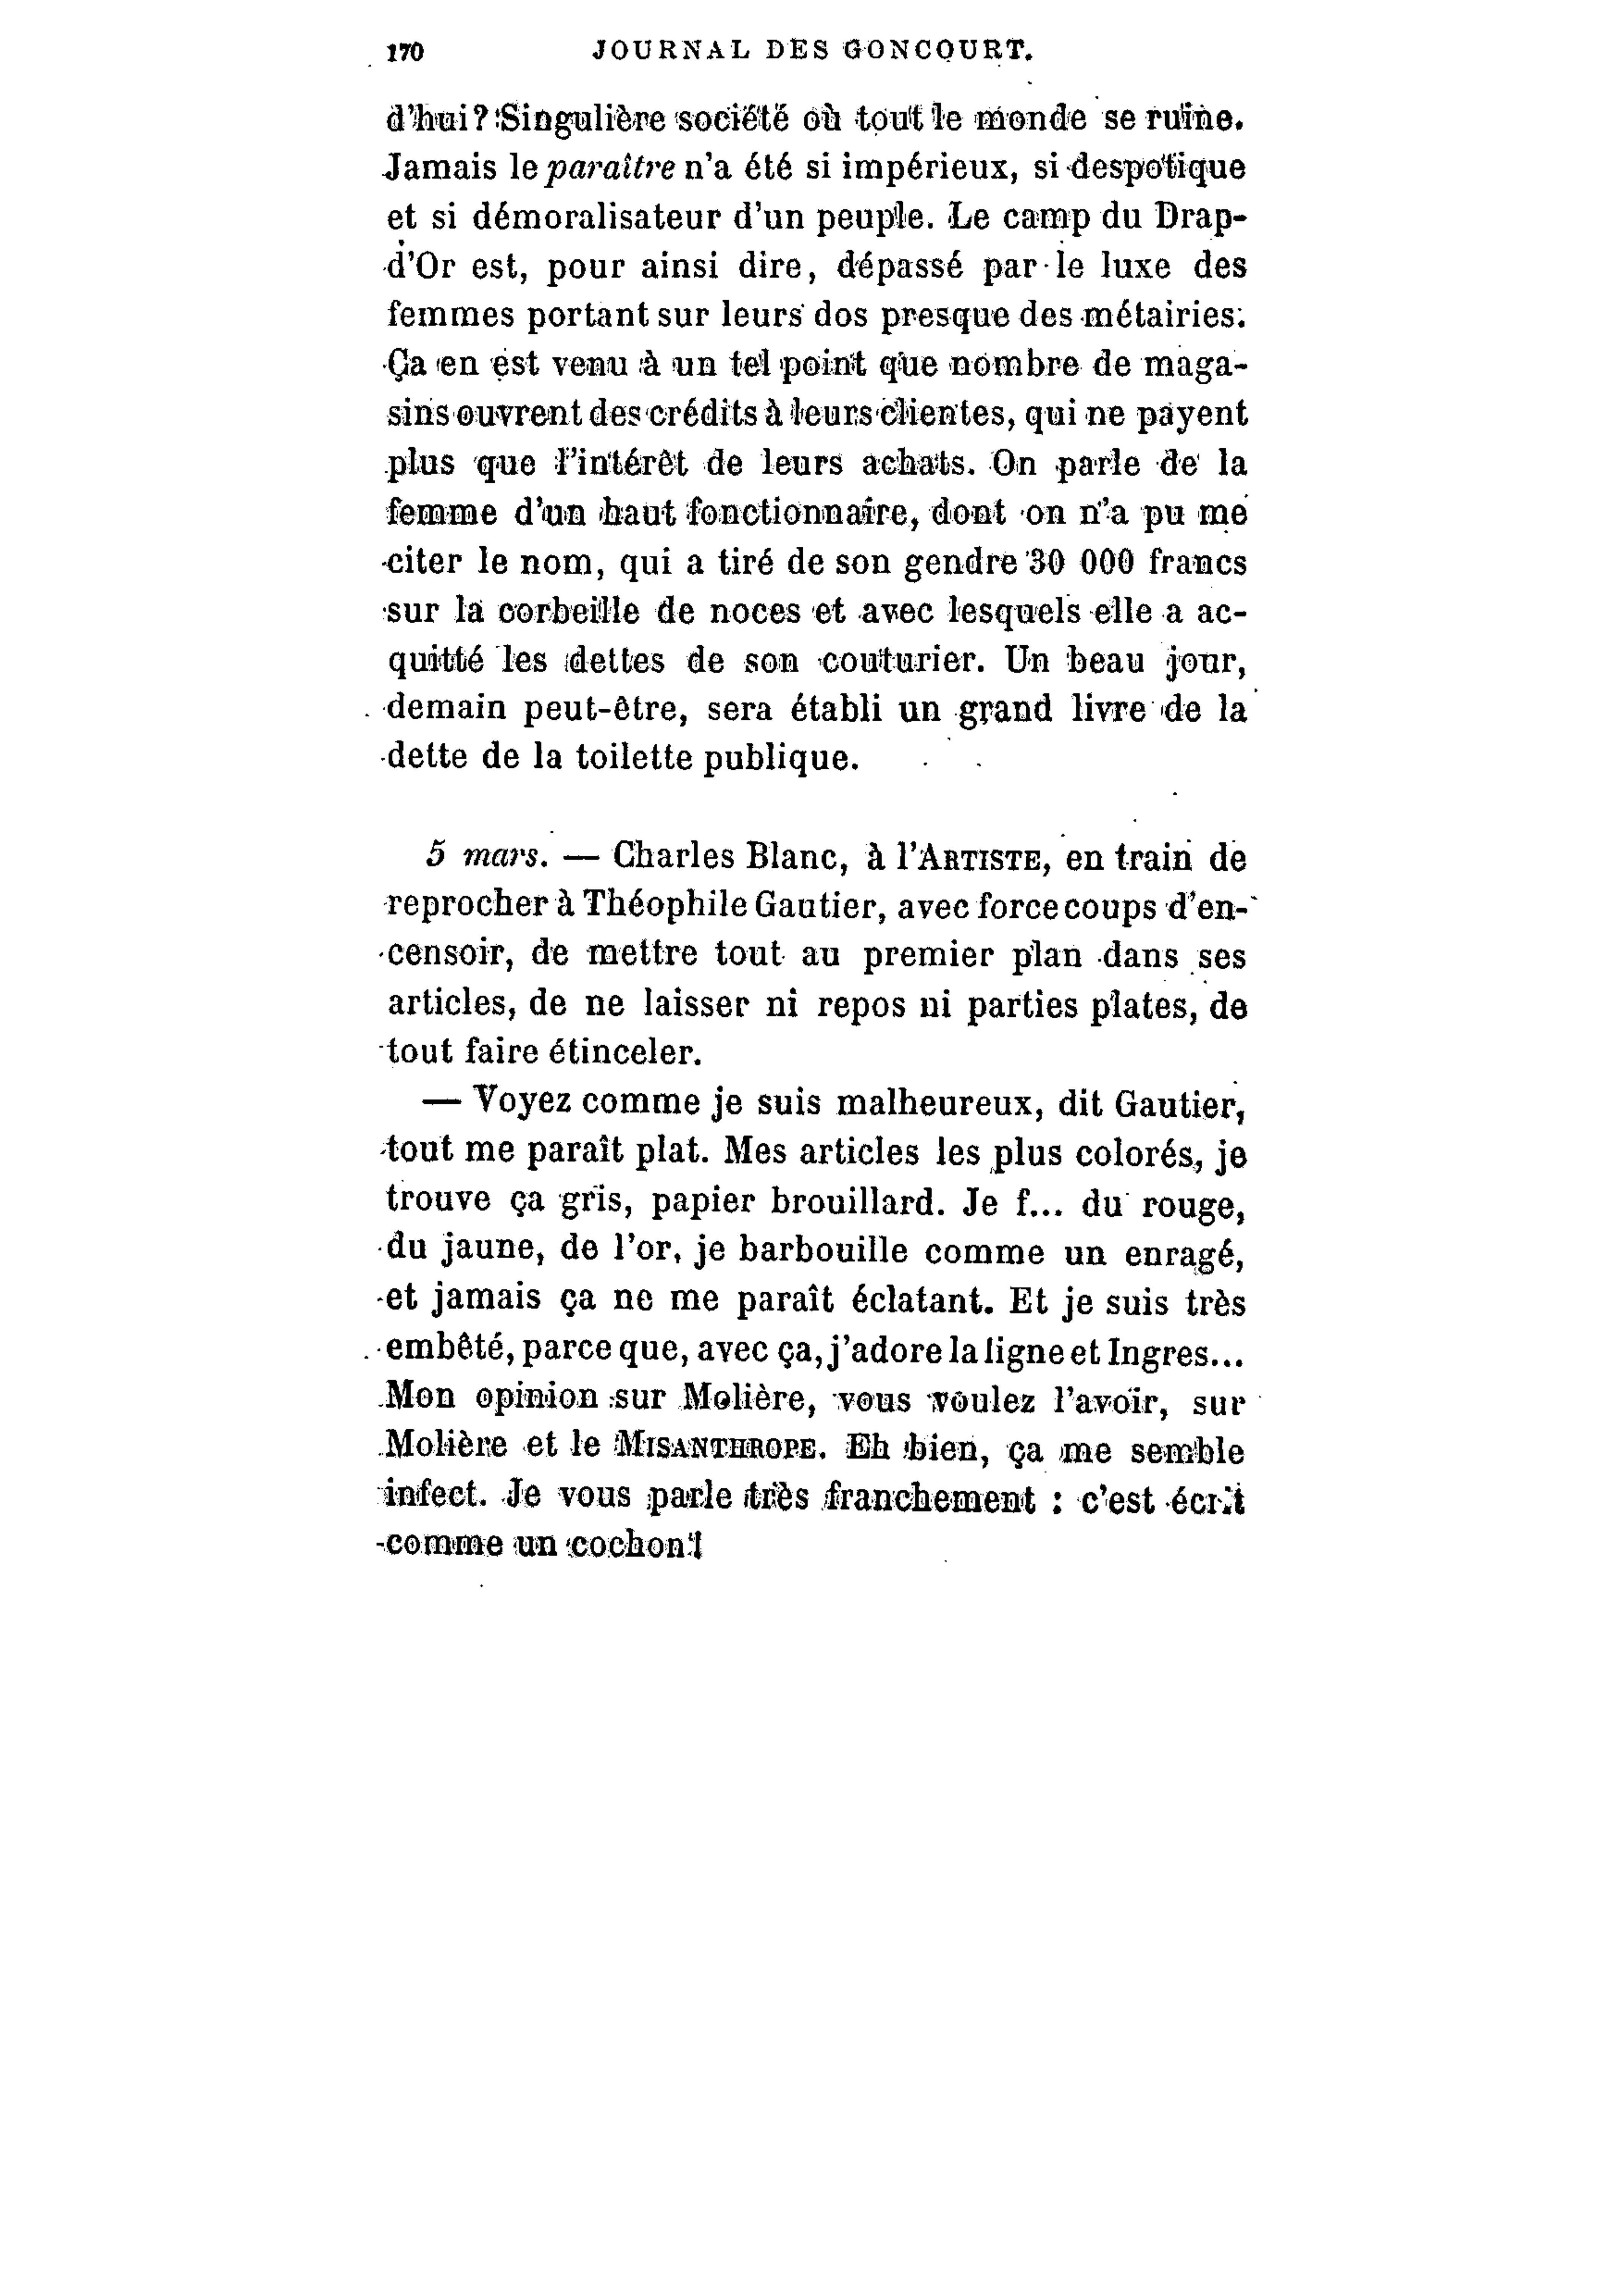 170 JOURNAL DES GONCOURT.
d'hui? Singulière société où tout le monde se ruine.
Jamais le paraître n'a été si impérieux, si despotique
et si démoralisateur d'un peuple. Le camp du Drap-
d'Or est, pour ainsi dire, dépassé par le luxe des
femmes portant sur leurs dos presque des métairies.
Ça en est venu à un tel point que nombre de maga-
sins ouvrent des crédits à leurs clientes, qui ne payent
plus que l'intérêt de leurs achats. On parle de la
femme d'un haut fonctionnaire, dont on n'a pu me
citer le nom, qui a tiré de son gendre 30 000 francs
sur la corbeille de noces et avec lesquels elle a ac-
quitté les dettes de son couturier. Un beau jour,
demain peut-être, sera établi un grand livre de la
dette de la toilette publique.
5 mars. — Charles Blanc, à l'ARTISTE, en train de
reprocher à Théophile Gautier, avec force coups d'en-
censoir, de mettre tout au premier plan dans ses
articles, de ne laisser ni repos ni parties plates, de
tout faire étinceler.
— Voyez comme je suis malheureux, dit Gautier,
tout me paraît plat. Mes articles les plus colorés, je
trouve ça gris, papier brouillard. Je f... du rouge,
du jaune, de l'or, je barbouille comme un enragé,
et jamais ça ne me paraît éclatant. Et je suis très
embêté, parce que, avec ça, j'adore la ligne et Ingres...
Mon opinion sur Molière, vous voulez l'avoir, sur
Molière et le MISANTHROPE. Eh bien, ça me semble
infect. Je vous parle très franchement : c'est écrit
comme un cochon!